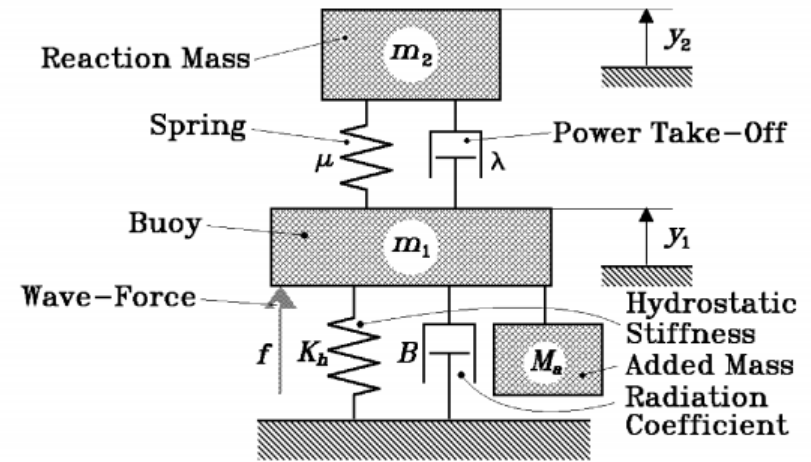 Reaction Mass
m₂
y₂
Spring
μ
Power Take-Off
λ
Buoy
m₁
y₁
Wave-Force
f
Kₕ
B
Mₐ
Hydrostatic
Stiffness
Added Mass
Radiation
Coefficient